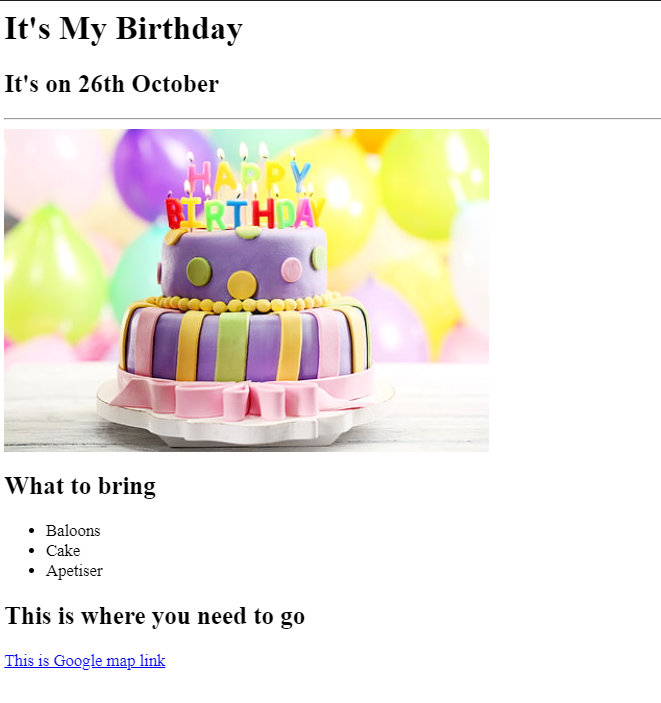 It's My Birthday
It's on 26th October
HAPPY
BIRTHDAY
What to bring
Baloons
Cake
Apetiser
This is where you need to go
This is Google map link